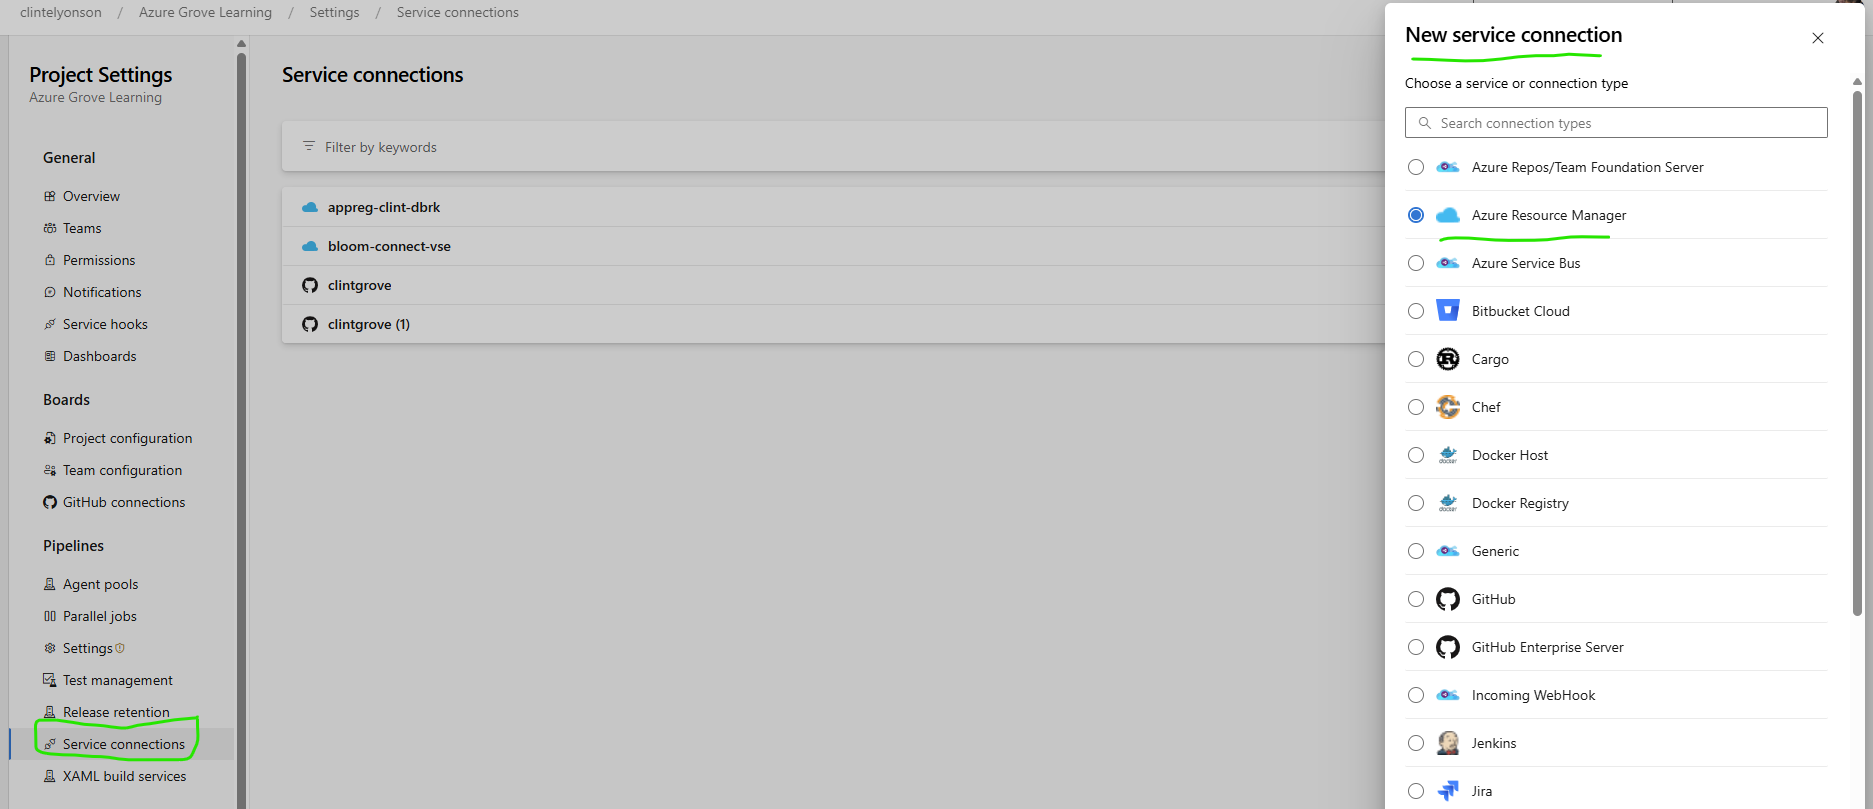 clintelyonson / Azure Grove Learning / Settings / Service connections
Project Settings
Azure Grove Learning
General
Overview
Teams
Permissions
Notifications
Service hooks
Dashboards
Boards
Project configuration
Team configuration
GitHub connections
Pipelines
Agent pools
Parallel jobs
Settings
Test management
Release retention
Service connections
XAML build services
Service connections
Filter by keywords
appreg-clint-dbrk
bloom-connect-vse
clintgrove
clintgrove (1)
New service connection
Choose a service or connection type
Search connection types
Azure Repos/Team Foundation Server
Azure Resource Manager
Azure Service Bus
Bitbucket Cloud
Cargo
Chef
docker
Docker Host
docker
Docker Registry
Generic
GitHub
GitHub Enterprise Server
Incoming WebHook
Jenkins
Jira